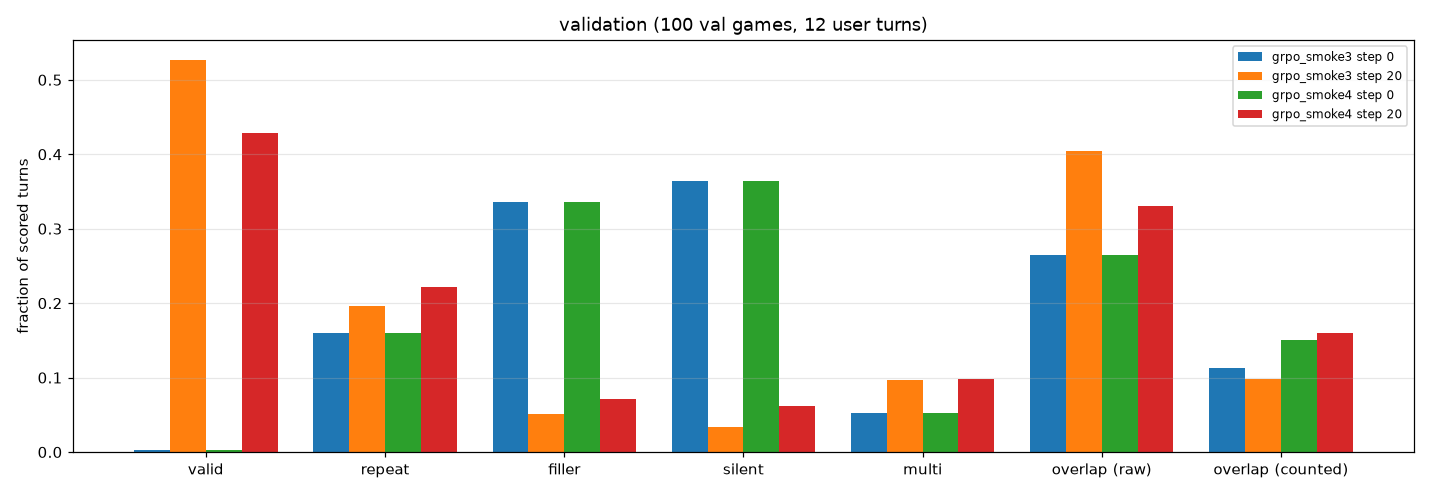 validation (100 val games, 12 user turns)
grpo_smoke3 step 0
grpo_smoke3 step 20
grpo_smoke4 step 0
grpo_smoke4 step 20
fraction of scored turns
0.5
0.4
0.3
0.2
0.1
0.0
valid repeat filler silent multi overlap (raw) overlap (counted)